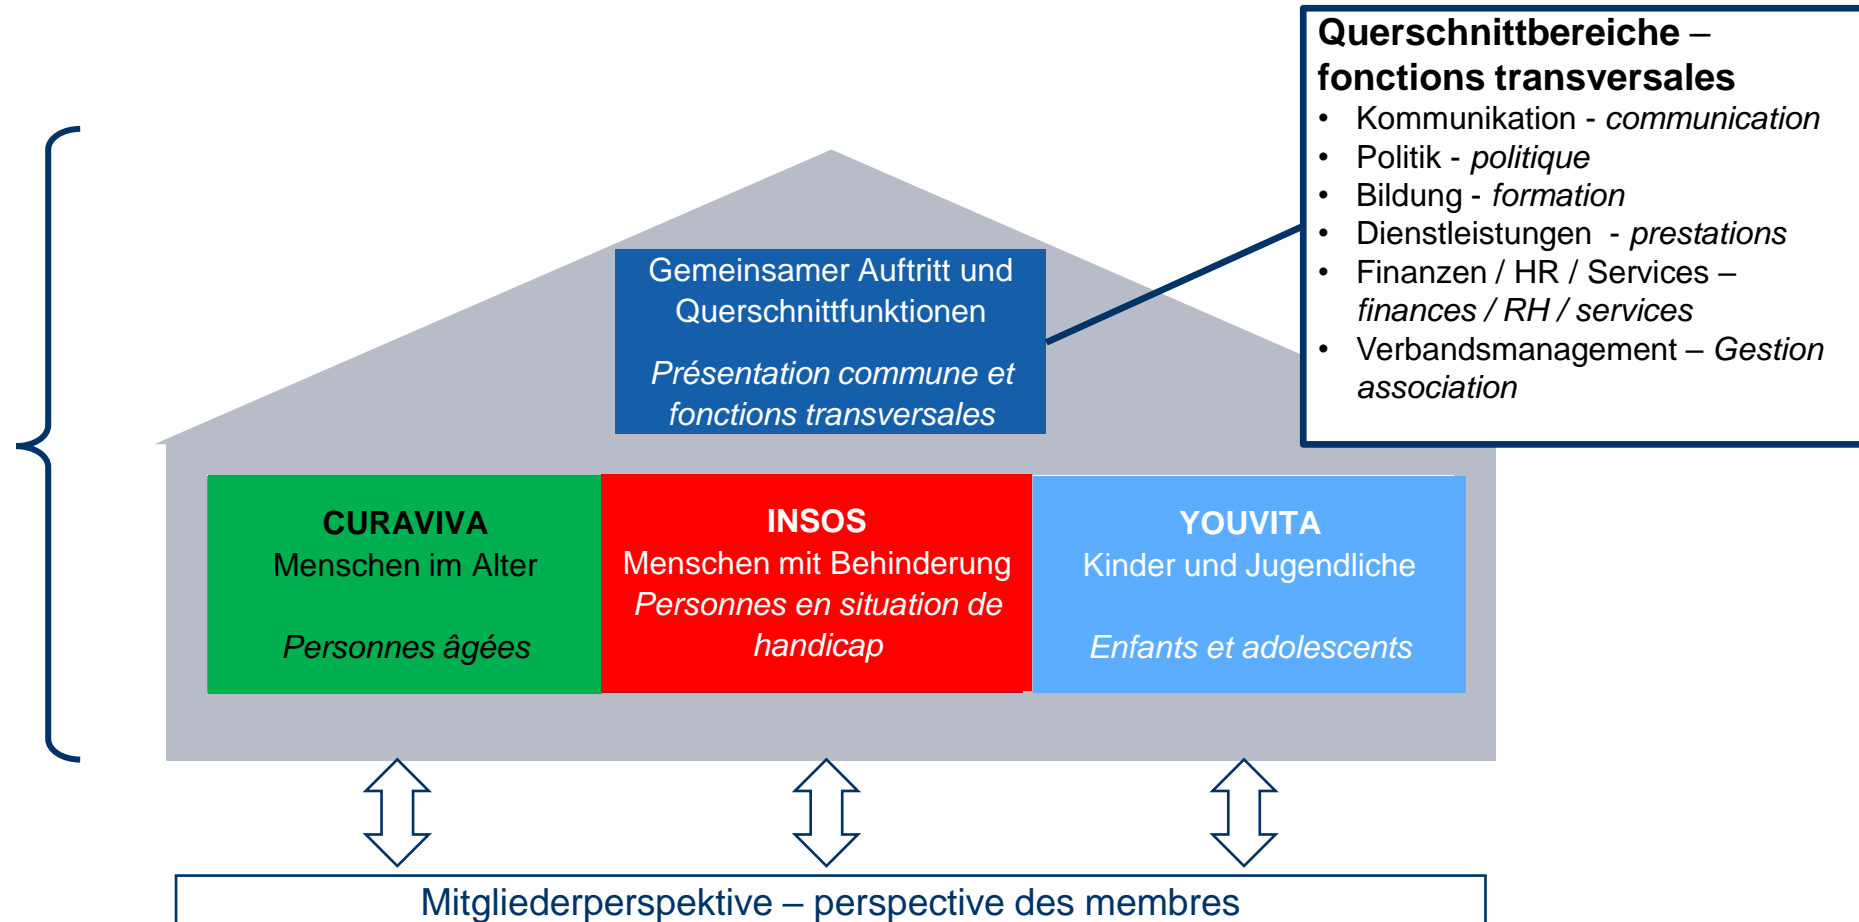 Querschnittbereiche –
fonctions transversales
• Kommunikation - communication
• Politik - politique
• Bildung - formation
• Dienstleistungen - prestations
• Finanzen / HR / Services –
finances / RH / services
• Verbandsmanagement – Gestion
association
Gemeinsamer Auftritt und
Querschnittfunktionen
Présentation commune et
fonctions transversales
CURAVIVA
Menschen im Alter
Personnes âgées
INSOS
Menschen mit Behinderung
Personnes en situation de
handicap
YOUVITA
Kinder und Jugendliche
Enfants et adolescents
Mitgliederperspektive – perspective des membres